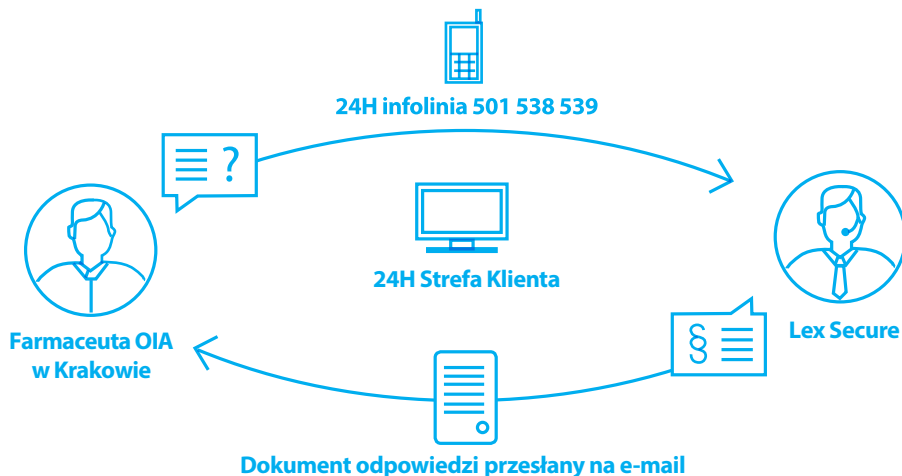 24H infolinia 501 538 539
?
24H Strefa Klienta
Farmaceuta OIA
w Krakowie
§
Lex Secure
Dokument odpowiedzi przesłany na e-mail